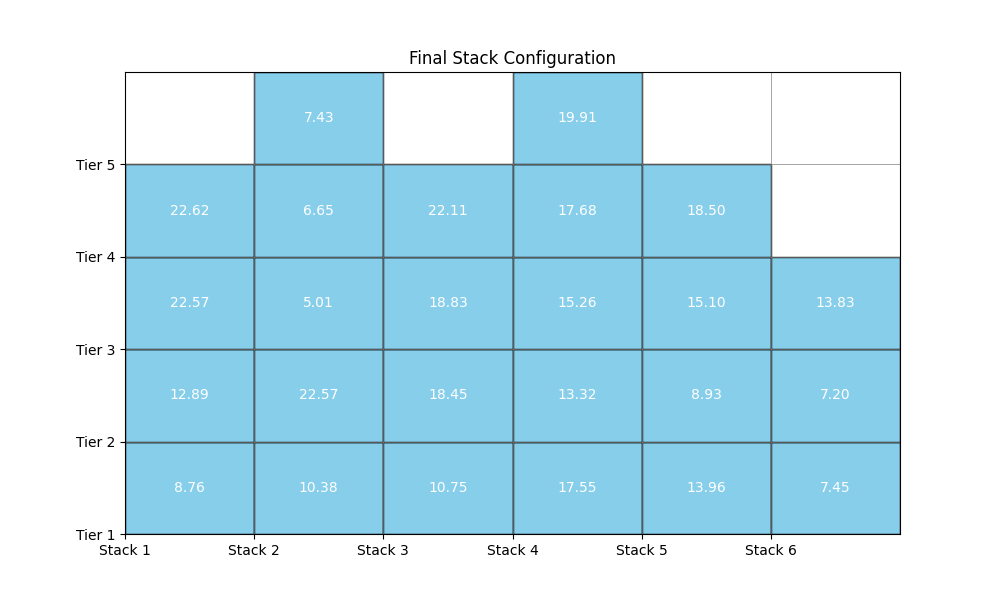 Final Stack Configuration
7.43 19.91
Tier 5
22.62 6.65 22.11 17.68 18.50
Tier 4
22.57 5.01 18.83 15.26 15.10 13.83
Tier 3
12.89 22.57 18.45 13.32 8.93 7.20
Tier 2
8.76 10.38 10.75 17.55 13.96 7.45
Tier 1
Stack 1 Stack 2 Stack 3 Stack 4 Stack 5 Stack 6